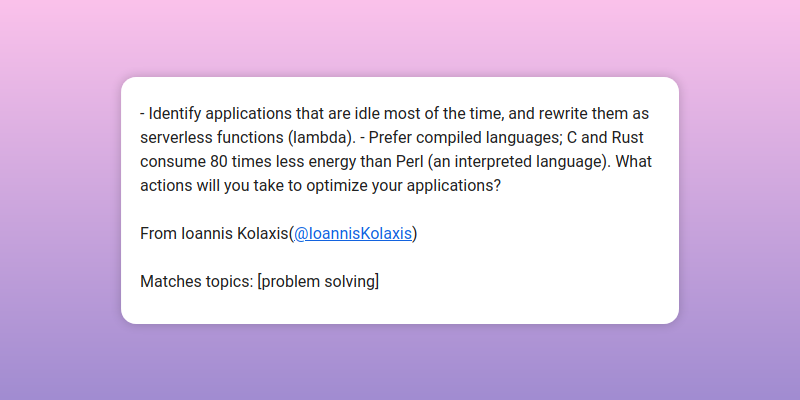 - Identify applications that are idle most of the time, and rewrite them as
serverless functions (lambda). - Prefer compiled languages; C and Rust
consume 80 times less energy than Perl (an interpreted language). What
actions will you take to optimize your applications?
From Ioannis Kolaxis(@IoannisKolaxis)
Matches topics: [problem solving]